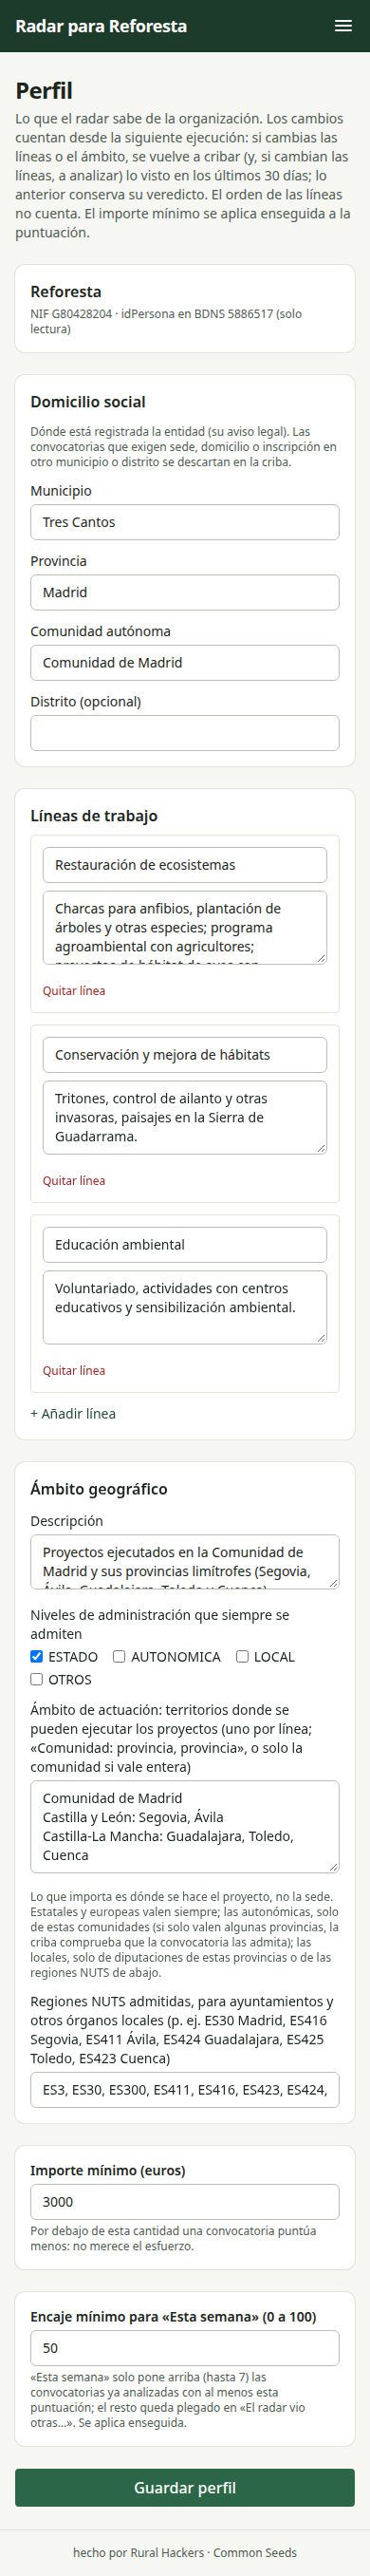 Radar para Reforesta
Perfil
Lo que el radar sabe de la organización. Los cambios
cuentan desde la siguiente ejecución: si cambias las
líneas o el ámbito, se vuelve a cribar (y, si cambian las
líneas, a analizar) lo visto en los últimos 30 días; lo
anterior conserva su veredicto. El orden de las líneas
no cuenta. El importe mínimo se aplica enseguida a la
puntuación.
Reforesta
NIF G80428204 · idPersona en BDNS 5886517 (solo
lectura)
Domicilio social
Dónde está registrada la entidad (su aviso legal). Las
convocatorias que exigen sede, domicilio o inscripción en
otro municipio o distrito se descartan en la criba.
Municipio
Tres Cantos
Provincia
Madrid
Comunidad autónoma
Comunidad de Madrid
Distrito (opcional)
Líneas de trabajo
Restauración de ecosistemas
Charcas para anfibios, plantación de
árboles y otras especies; programa
agroambiental con agricultores;
proyectos de hábitat de aves con
Quitar línea
Conservación y mejora de hábitats
Tritones, control de ailanto y otras
invasoras, paisajes en la Sierra de
Guadarrama.
Quitar línea
Educación ambiental
Voluntariado, actividades con centros
educativos y sensibilización ambiental.
Quitar línea
+ Añadir línea
Ámbito geográfico
Descripción
Proyectos ejecutados en la Comunidad de
Madrid y sus provincias limítrofes (Segovia,
Ávila, Guadalajara, Toledo y Cuenca)
Niveles de administración que siempre se
admiten
ESTADO AUTONOMICA LOCAL
OTROS
Ámbito de actuación: territorios donde se
pueden ejecutar los proyectos (uno por línea;
«Comunidad: provincia, provincia», o solo la
comunidad si vale entera)
Comunidad de Madrid
Castilla y León: Segovia, Ávila
Castilla-La Mancha: Guadalajara, Toledo,
Cuenca
Lo que importa es dónde se hace el proyecto, no la sede.
Estatales y europeas valen siempre; las autonómicas, solo
de estas comunidades (si solo valen algunas provincias, la
criba comprueba que la convocatoria las admita); las
locales, solo de diputaciones de estas provincias o de las
regiones NUTS de abajo.
Regiones NUTS admitidas, para ayuntamientos y
otros órganos locales (p. ej. ES30 Madrid, ES416
Segovia, ES411 Ávila, ES424 Guadalajara, ES425
Toledo, ES423 Cuenca)
ES3, ES30, ES300, ES411, ES416, ES423, ES424,
Importe mínimo (euros)
3000
Por debajo de esta cantidad una convocatoria puntúa
menos: no merece el esfuerzo.
Encaje mínimo para «Esta semana» (0 a 100)
50
«Esta semana» solo pone arriba (hasta 7) las
convocatorias ya analizadas con al menos esta
puntuación; el resto queda plegado en «El radar vio
otras...». Se aplica enseguida.
Guardar perfil
hecho por Rural Hackers · Common Seeds